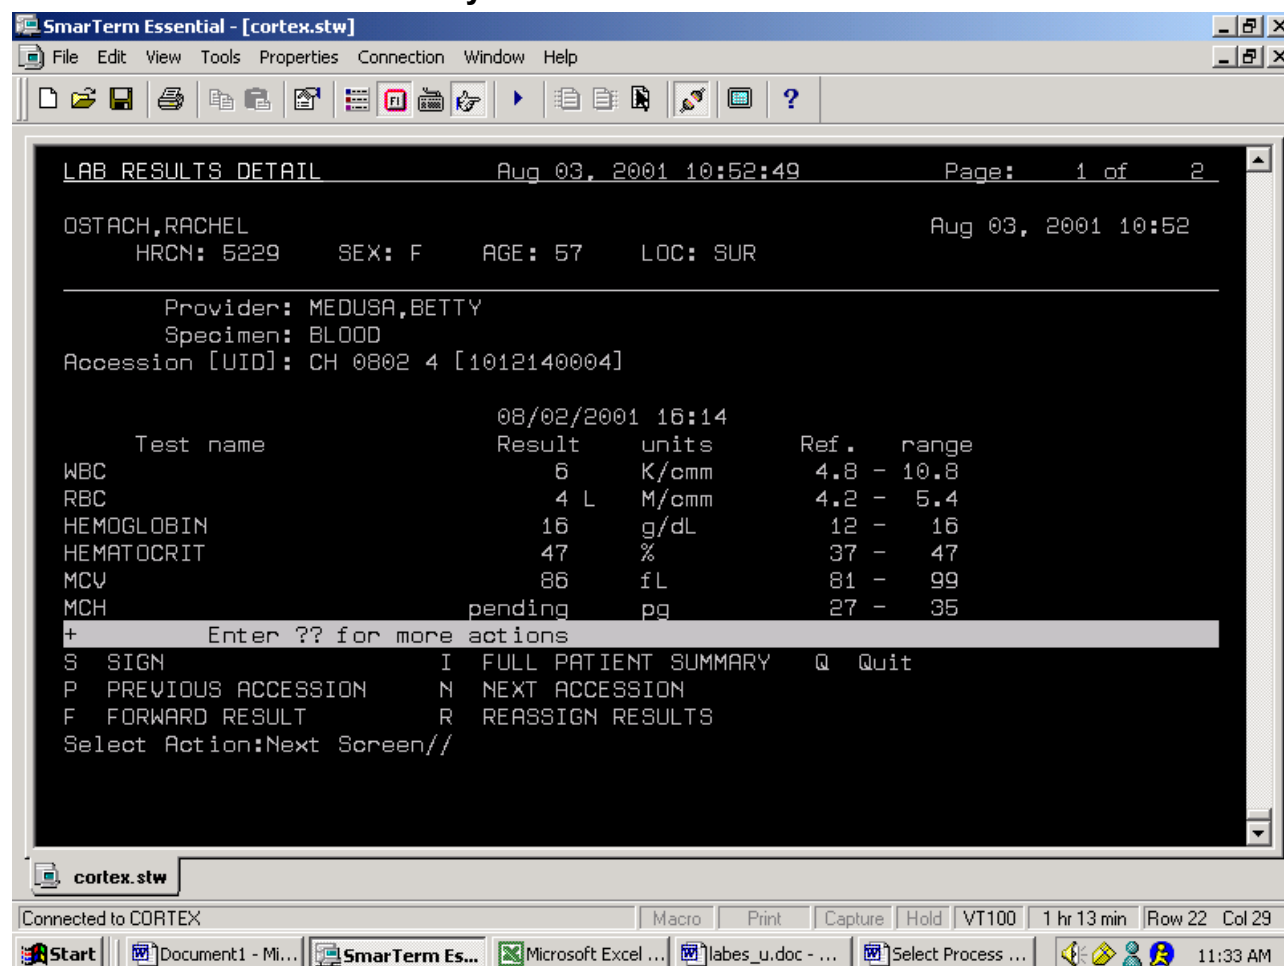 SmarTerm Essential - [cortex.stw]
File Edit View Tools Properties Connection Window Help
LAB RESULTS DETAIL Aug 03, 2001 10:52:49 Page: 1 of 2
OSTACH,RACHEL Aug 03, 2001 10:52
HRCN: 5229 SEX: F AGE: 57 LOC: SUR
Provider: MEDUSA,BETTY
Specimen: BLOOD
Accession [UID]: CH 0802 4 [1012140004]
08/02/2001 16:14
Test name Result units Ref. range
WBC 6 K/cmm 4.8 - 10.8
RBC 4 L M/cmm 4.2 - 5.4
HEMOGLOBIN 16 g/dL 12 - 16
HEMATOCRIT 47 % 37 - 47
MCV 86 fL 81 - 99
MCH pending pg 27 - 35
+ Enter ?? for more actions
S SIGN I FULL PATIENT SUMMARY Q Quit
P PREVIOUS ACCESSION N NEXT ACCESSION
F FORWARD RESULT R REASSIGN RESULTS
Select Action:Next Screen//
cortex.stw
Connected to CORTEX Macro Print Capture Hold VT100 1 hr 13 min Row 22 Col 29
Start Document1 - Mi... SmarTerm Es... Microsoft Excel ... labes_u.doc - ... Select Process ... 11:33 AM